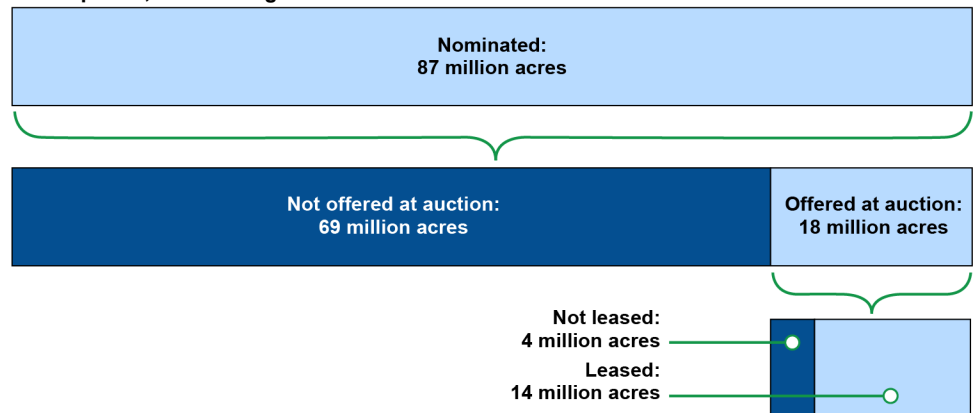 Nominated:
87 million acres
Not offered at auction:
69 million acres
Offered at auction:
18 million acres
Not leased:
4 million acres
Leased:
14 million acres